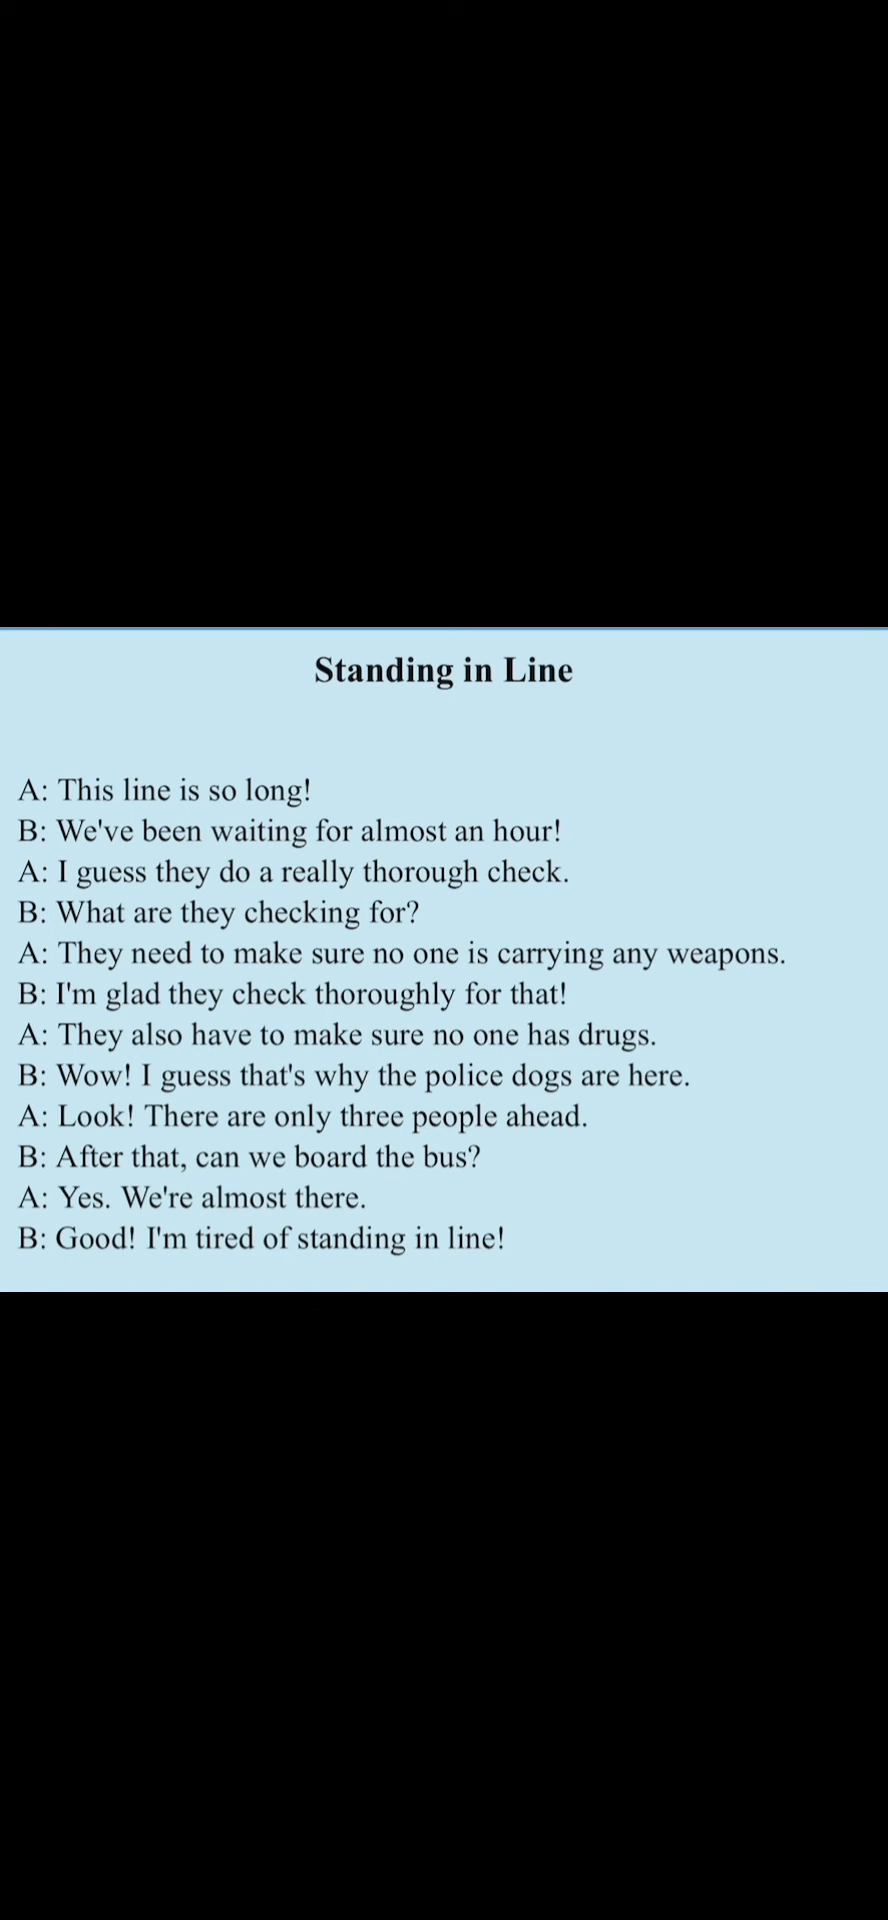 Standing in Line
A: This line is so long!
B: We've been waiting for almost an hour!
A: I guess they do a really thorough check.
B: What are they checking for?
A: They need to make sure no one is carrying any weapons.
B: I'm glad they check thoroughly for that!
A: They also have to make sure no one has drugs.
B: Wow! I guess that's why the police dogs are here.
A: Look! There are only three people ahead.
B: After that, can we board the bus?
A: Yes. We're almost there.
B: Good! I'm tired of standing in line!